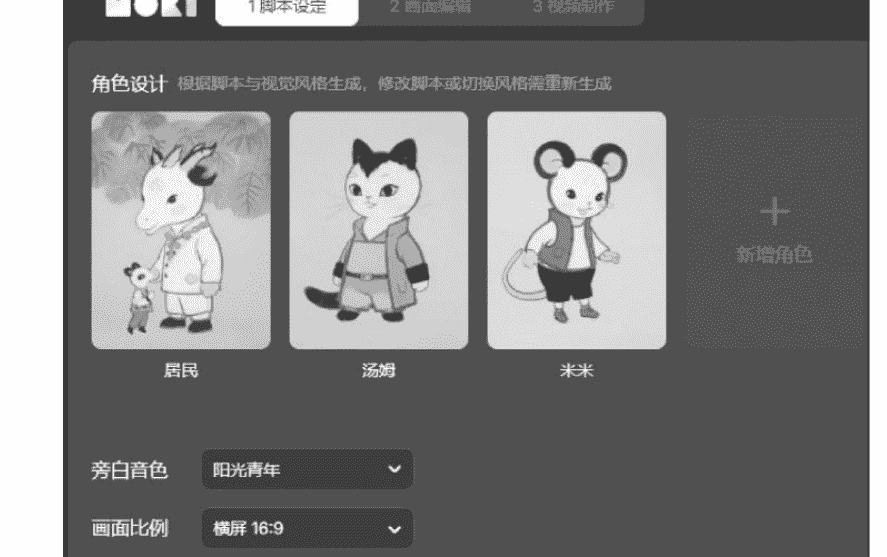 1 脚本设定 2 画面编辑 3 视频制作
角色设计 根据脚本与视觉风格生成，修改脚本或切换风格需重新生成
新增角色
居民 汤姆 米米
旁白音色 阳光青年
画面比例 横屏 16:9